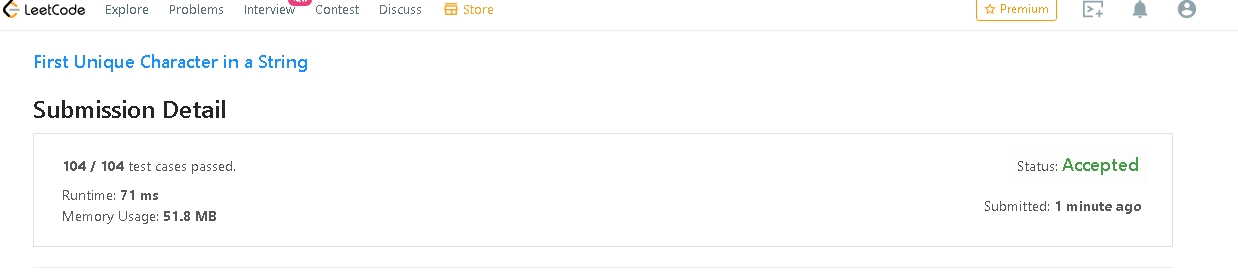 LeetCode Explore Problems Interview Contest Discuss Store Premium
First Unique Character in a String
Submission Detail
104 / 104 test cases passed.
Status: Accepted
Runtime: 71 ms
Memory Usage: 51.8 MB
Submitted: 1 minute ago